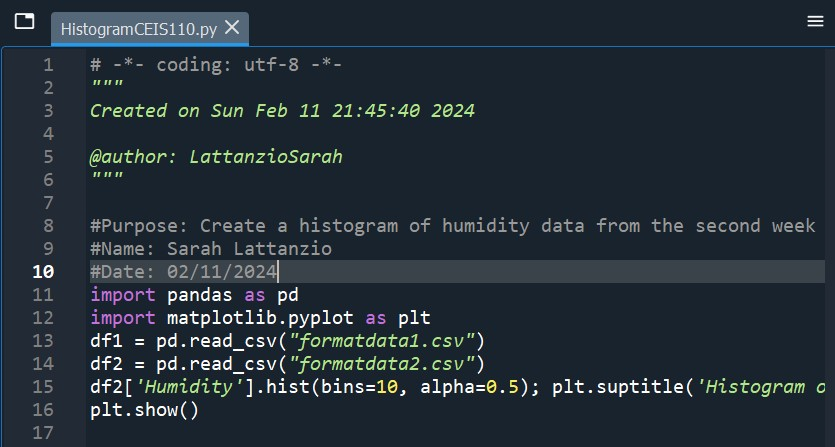 HistogramCEIS110.py
1 # -*- coding: utf-8 -*-
2 """
3 Created on Sun Feb 11 21:45:40 2024
4
5 @author: LattanzioSarah
6 """
7
8 #Purpose: Create a histogram of humidity data from the second week
9 #Name: Sarah Lattanzio
10 #Date: 02/11/2024
11 import pandas as pd
12 import matplotlib.pyplot as plt
13 df1 = pd.read_csv("formatdata1.csv")
14 df2 = pd.read_csv("formatdata2.csv")
15 df2['Humidity'].hist(bins=10, alpha=0.5); plt.suptitle('Histogram o
16 plt.show()
17